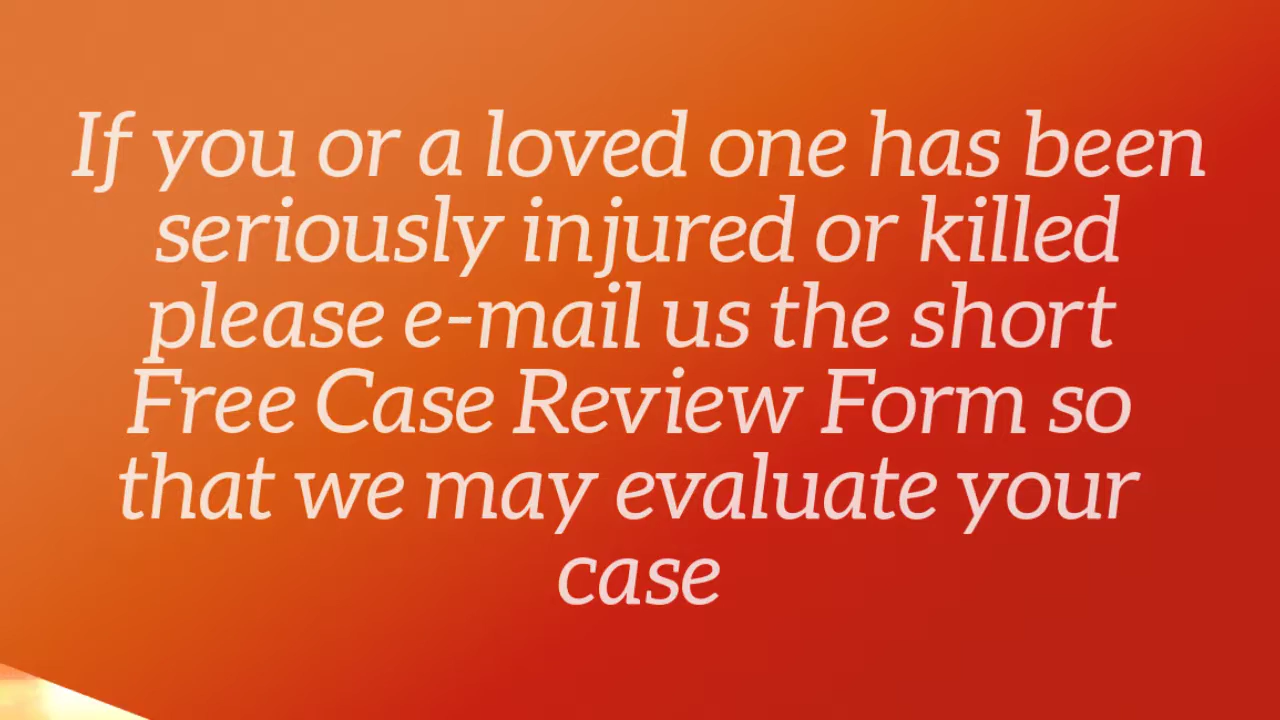 If you or a loved one has been
seriously injured or killed
please e-mail us the short
Free Case Review Form so
that we may evaluate your
case